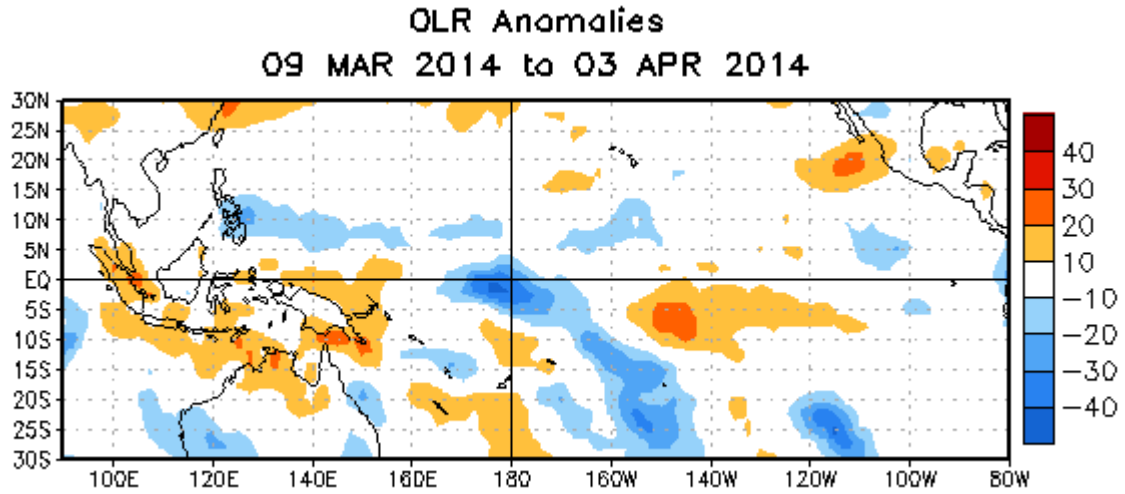 OLR Anomalies
09 MAR 2014 to 03 APR 2014
30N
25N
20N
15N
10N
5N
EQ
5S
10S
15S
20S
25S
30S
100E 120E 140E 160E 180 160W 140W 120W 100W 80W
40
30
20
10
-10
-20
-30
-40